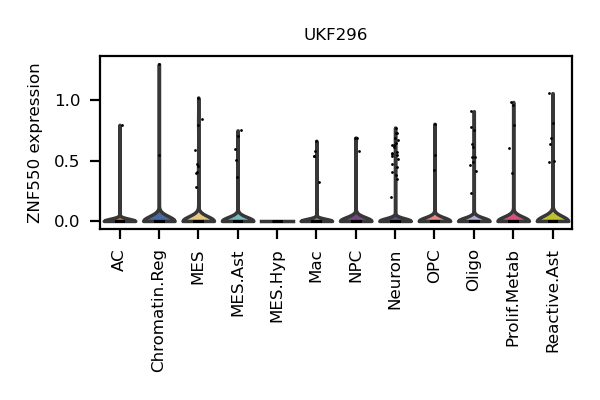 UKF296
ZNF550 expression
1.0
0.5
0.0
AC
Chromatin.Reg
MES
MES.Ast
MES.Hyp
Mac
NPC
Neuron
OPC
Oligo
Prolif.Metab
Reactive.Ast